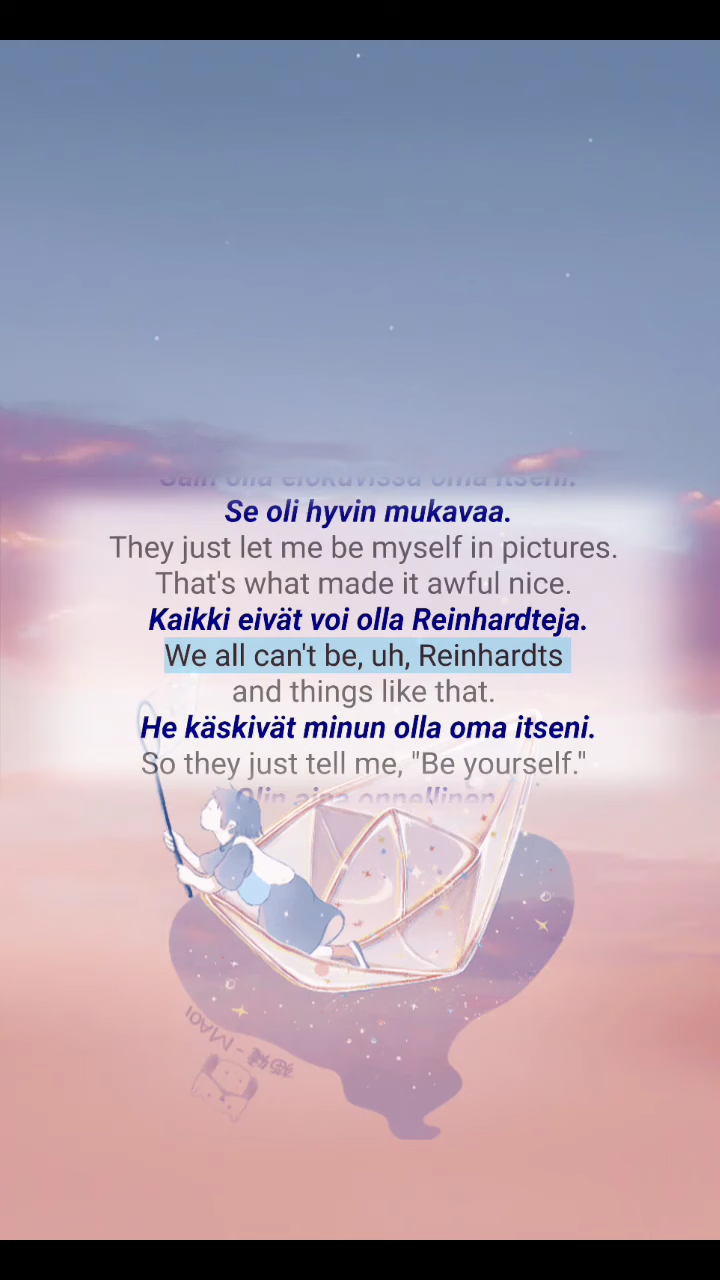 Sain olla elokuvissa oma itseni.
Se oli hyvin mukavaa.
They just let me be myself in pictures.
That's what made it awful nice.
Kaikki eivät voi olla Reinhardteja.
We all can't be, uh, Reinhardts
and things like that.
He käskivät minun olla oma itseni.
So they just tell me, "Be yourself."
Olin aina onnellinen